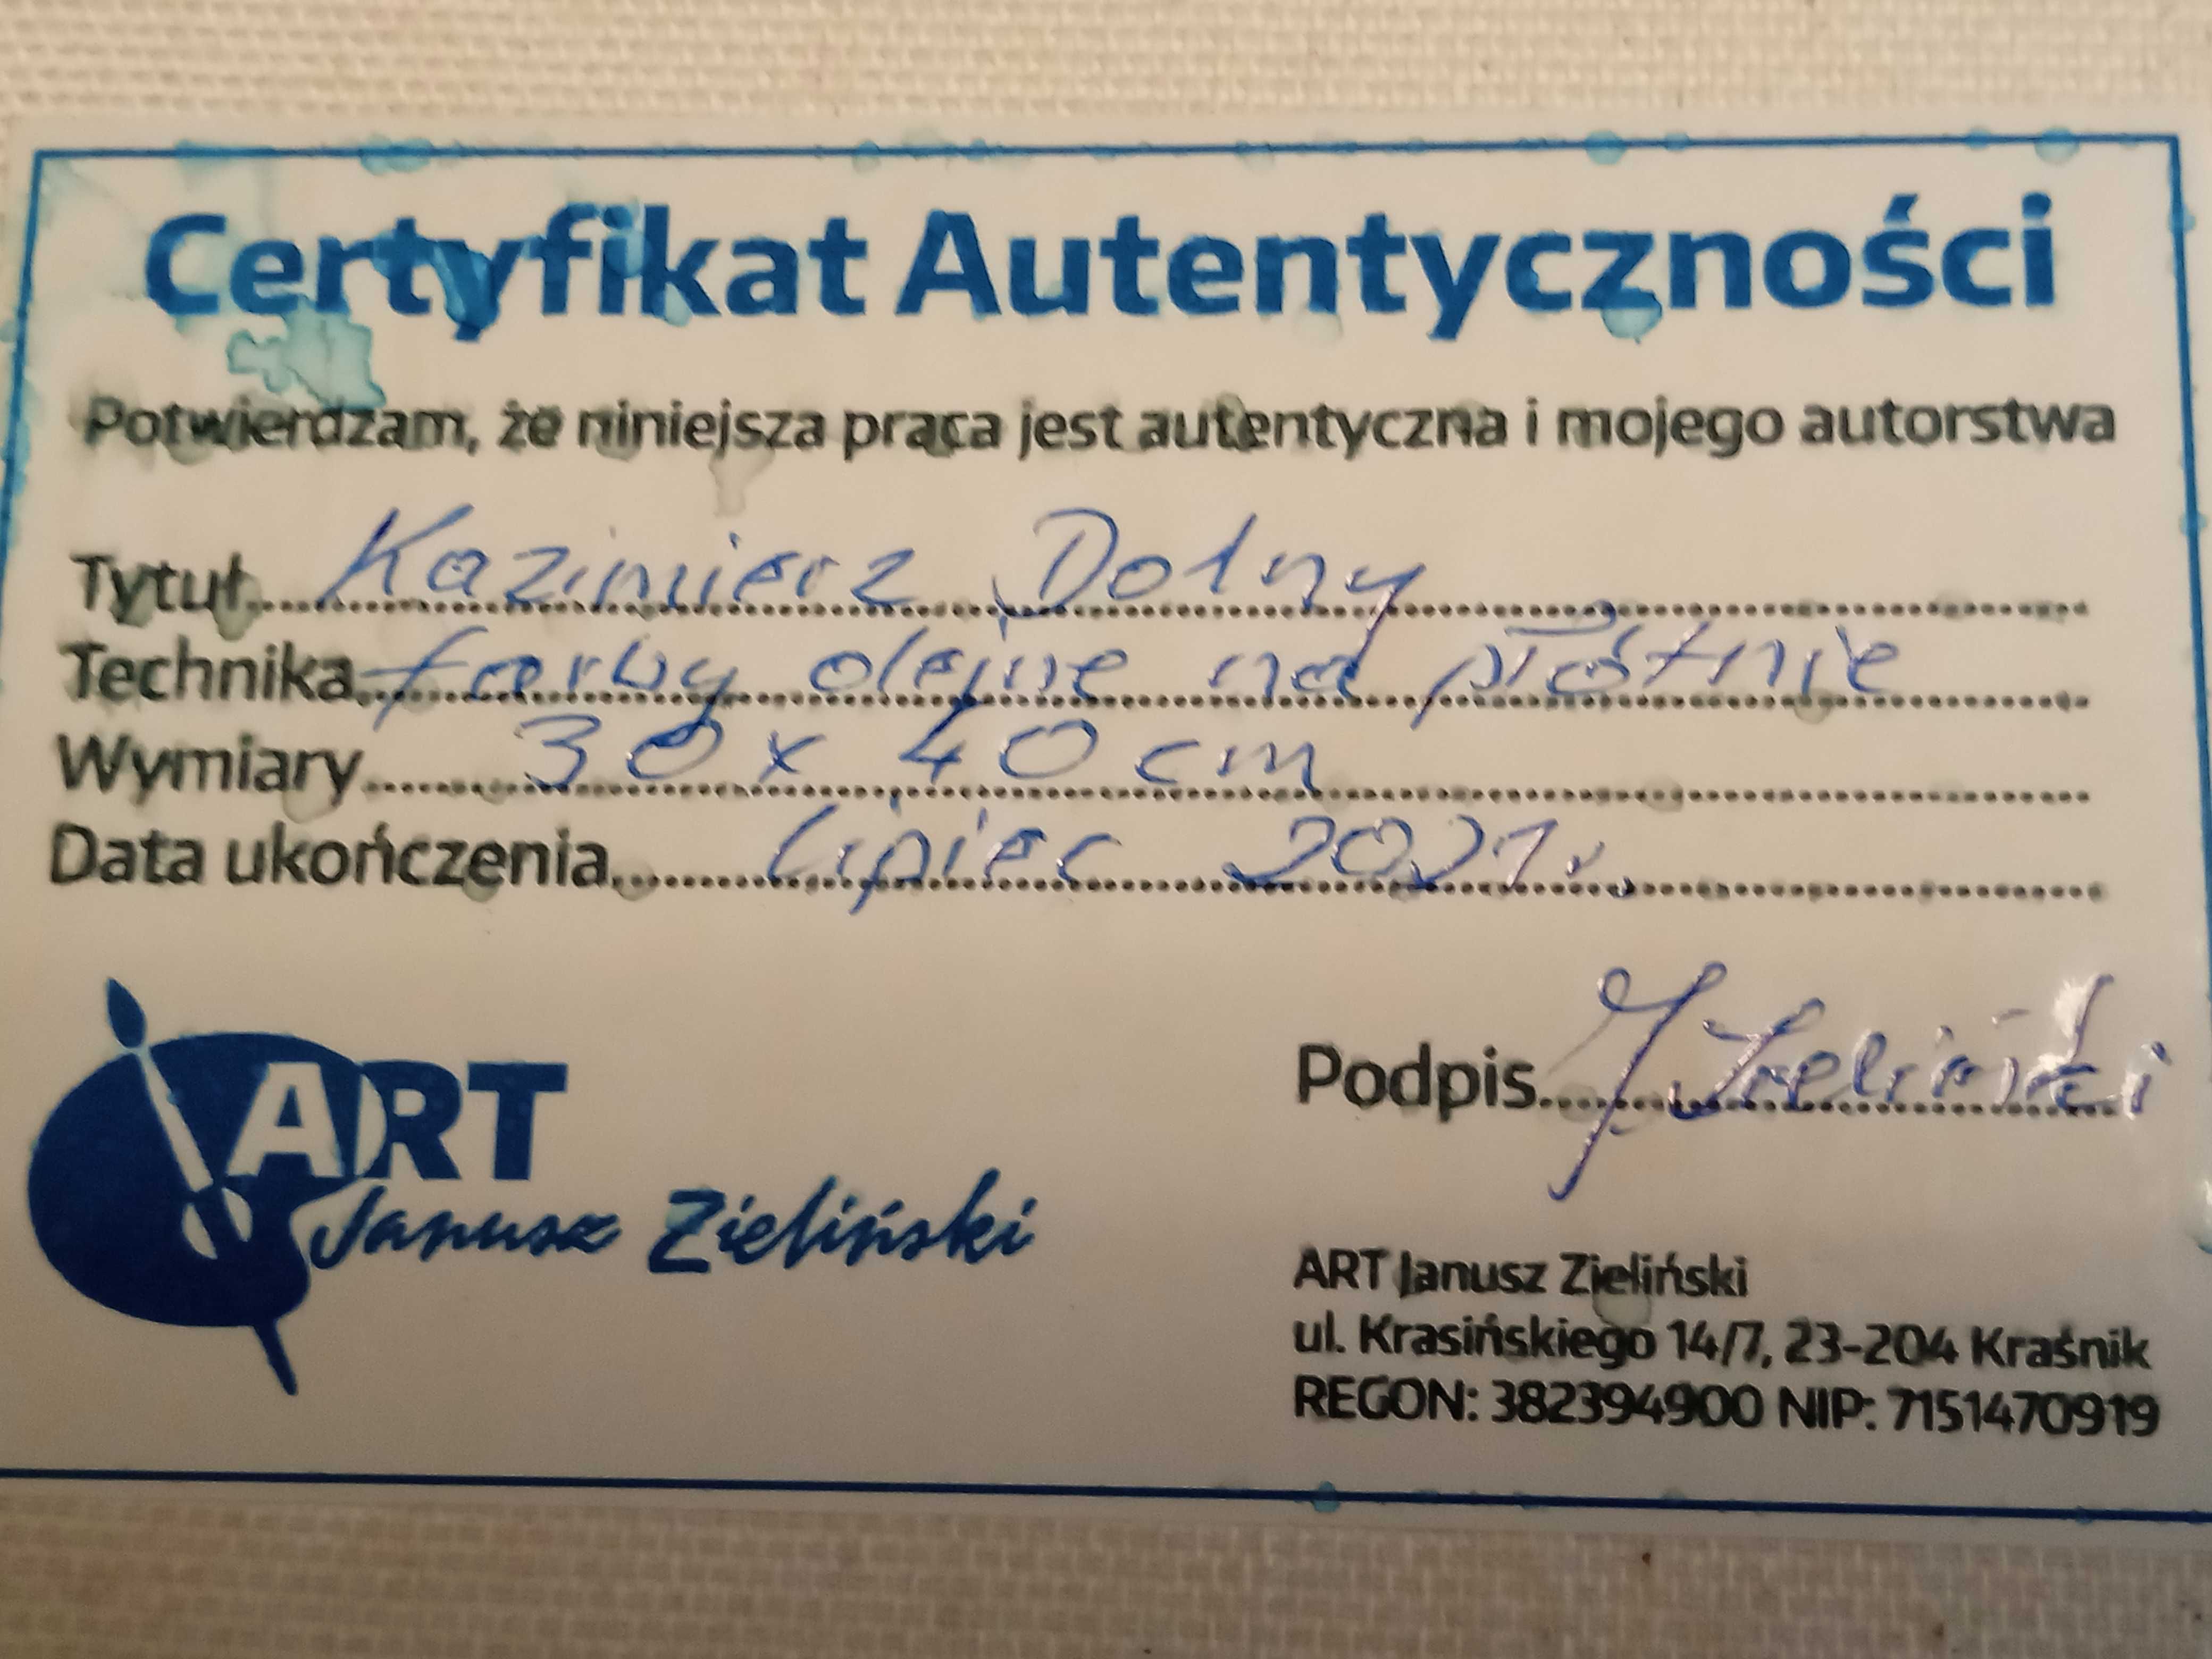 Certyfikat Autentyczności
Potwierdzam, że niniejsza praca jest autentyczna i mojego autorstwa
Tytuł Kazimierz Dolny
Technika farby olejne na płótnie
Wymiary 30 x 40 cm
Data ukończenia lipiec 2021 r.
Podpis J Zieliński
ART
Janusz Zieliński
ART Janusz Zieliński
ul. Krasińskiego 14/7, 23-204 Kraśnik
REGON: 382394900 NIP: 7151470919